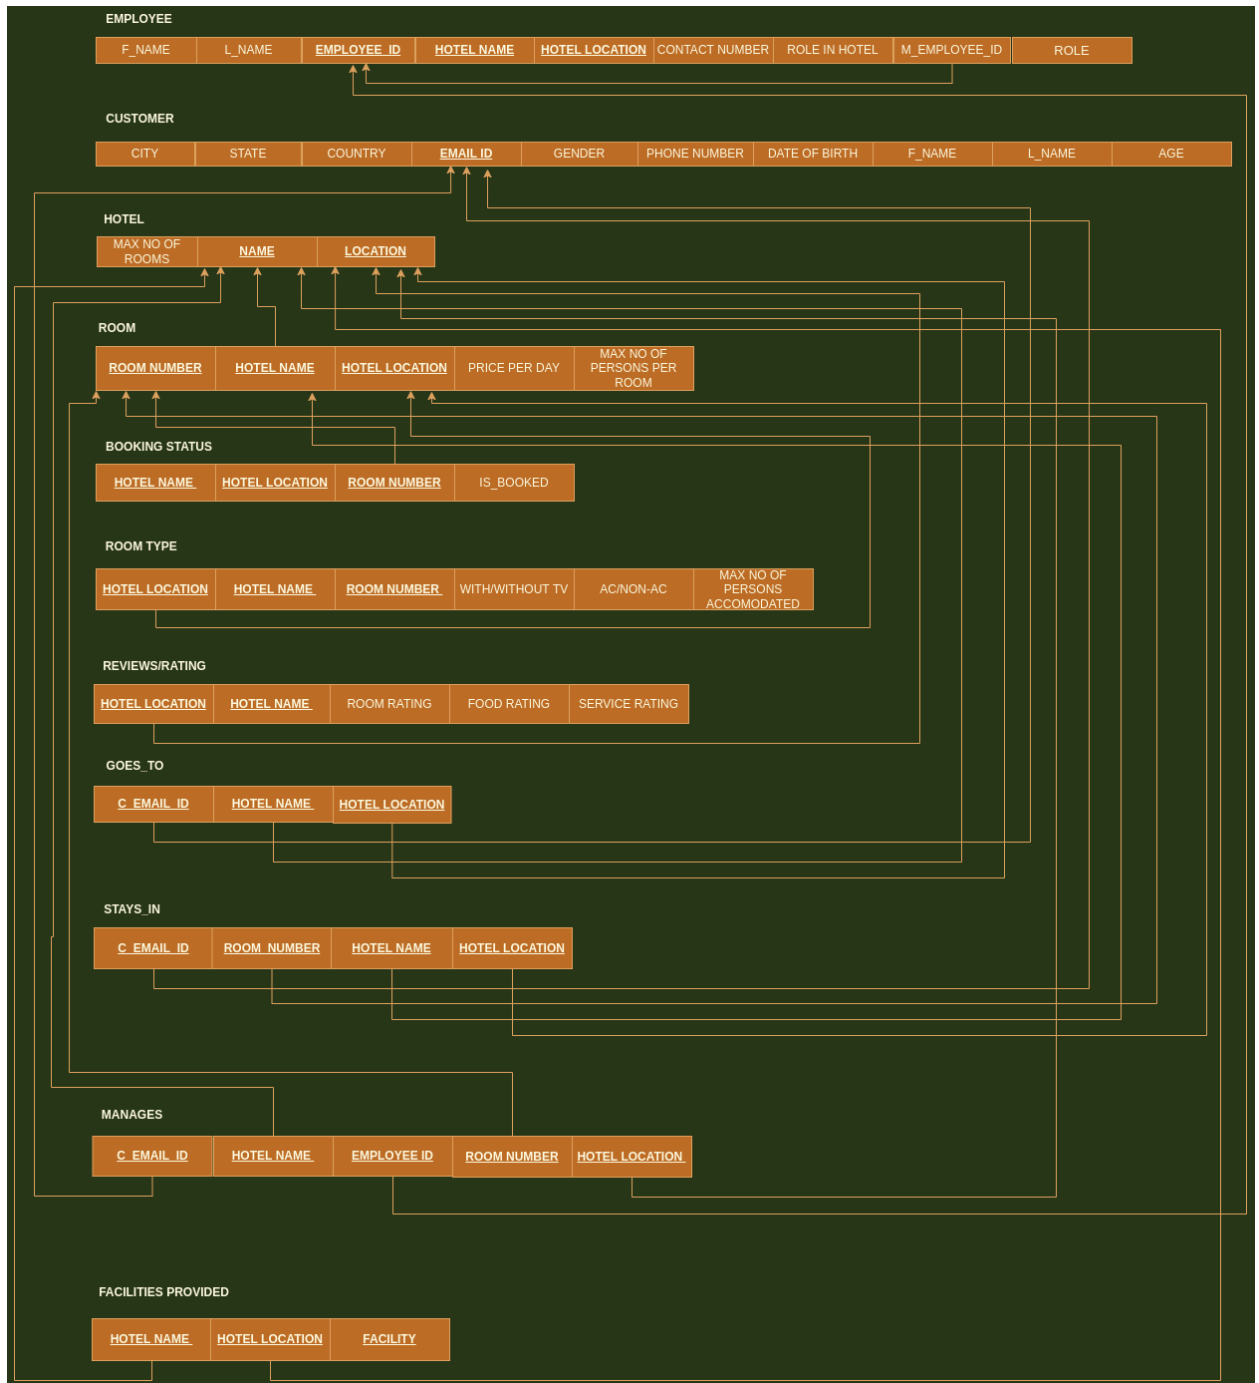 EMPLOYEE
F_NAME L_NAME EMPLOYEE_ID HOTEL NAME HOTEL LOCATION CONTACT NUMBER ROLE IN HOTEL M_EMPLOYEE_ID ROLE
CUSTOMER
CITY STATE COUNTRY EMAIL ID GENDER PHONE NUMBER DATE OF BIRTH F_NAME L_NAME AGE
HOTEL
MAX NO OF
ROOMS
NAME LOCATION
ROOM
ROOM NUMBER HOTEL NAME HOTEL LOCATION PRICE PER DAY
MAX NO OF
PERSONS PER
ROOM
BOOKING STATUS
HOTEL NAME HOTEL LOCATION ROOM NUMBER IS_BOOKED
ROOM TYPE
HOTEL LOCATION HOTEL NAME ROOM NUMBER WITH/WITHOUT TV AC/NON-AC
MAX NO OF
PERSONS
ACCOMODATED
REVIEWS/RATING
HOTEL LOCATION HOTEL NAME ROOM RATING FOOD RATING SERVICE RATING
GOES_TO
C_EMAIL_ID HOTEL NAME HOTEL LOCATION
STAYS_IN
C_EMAIL_ID ROOM_NUMBER HOTEL NAME HOTEL LOCATION
MANAGES
C_EMAIL_ID HOTEL NAME EMPLOYEE ID ROOM NUMBER HOTEL LOCATION
FACILITIES PROVIDED
HOTEL NAME HOTEL LOCATION FACILITY